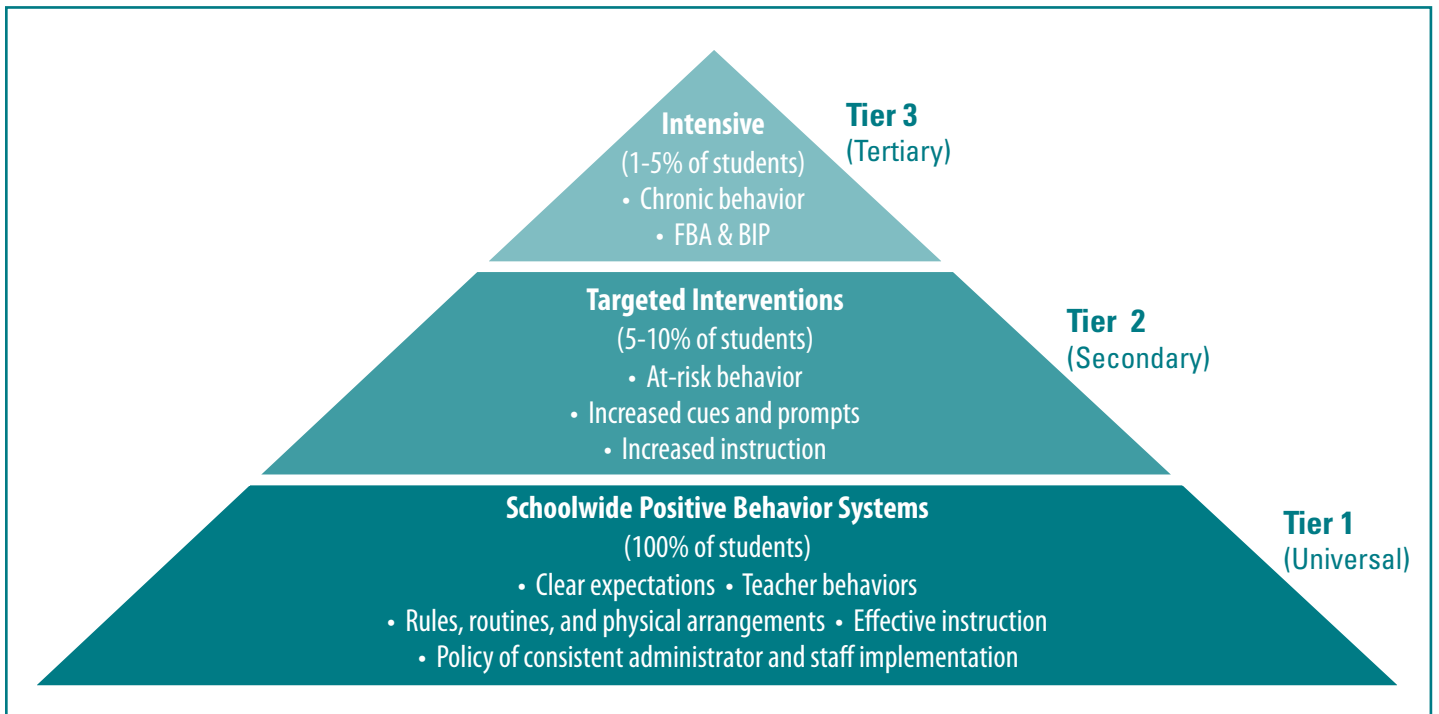 Intensive
(1-5% of students)
• Chronic behavior
• FBA & BIP
Tier 3
(Tertiary)
Targeted Interventions
(5-10% of students)
• At-risk behavior
• Increased cues and prompts
• Increased instruction
Tier 2
(Secondary)
Schoolwide Positive Behavior Systems
(100% of students)
• Clear expectations • Teacher behaviors
• Rules, routines, and physical arrangements • Effective instruction
• Policy of consistent administrator and staff implementation
Tier 1
(Universal)